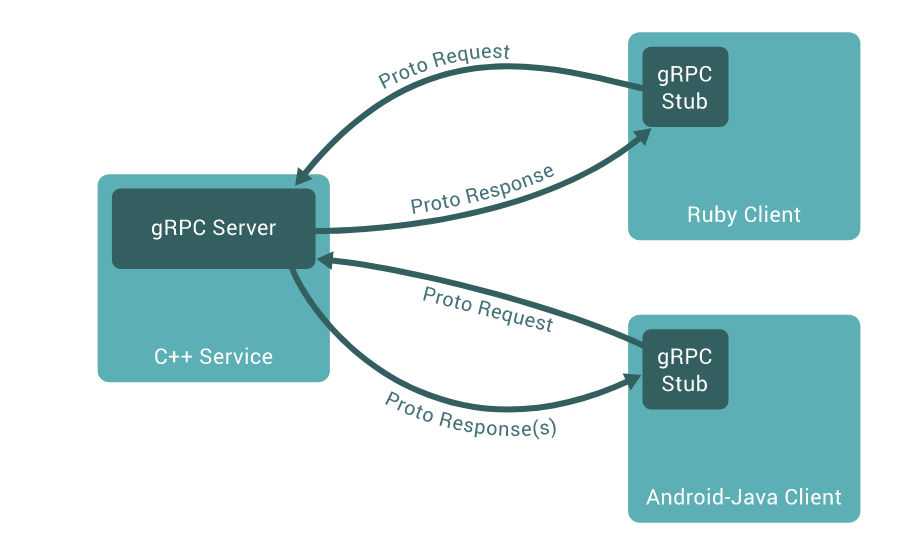 Proto Request
gRPC
Stub
Proto Response
Ruby Client
gRPC Server
C++ Service
Proto Request
gRPC
Stub
Proto Response(s)
Android-Java Client